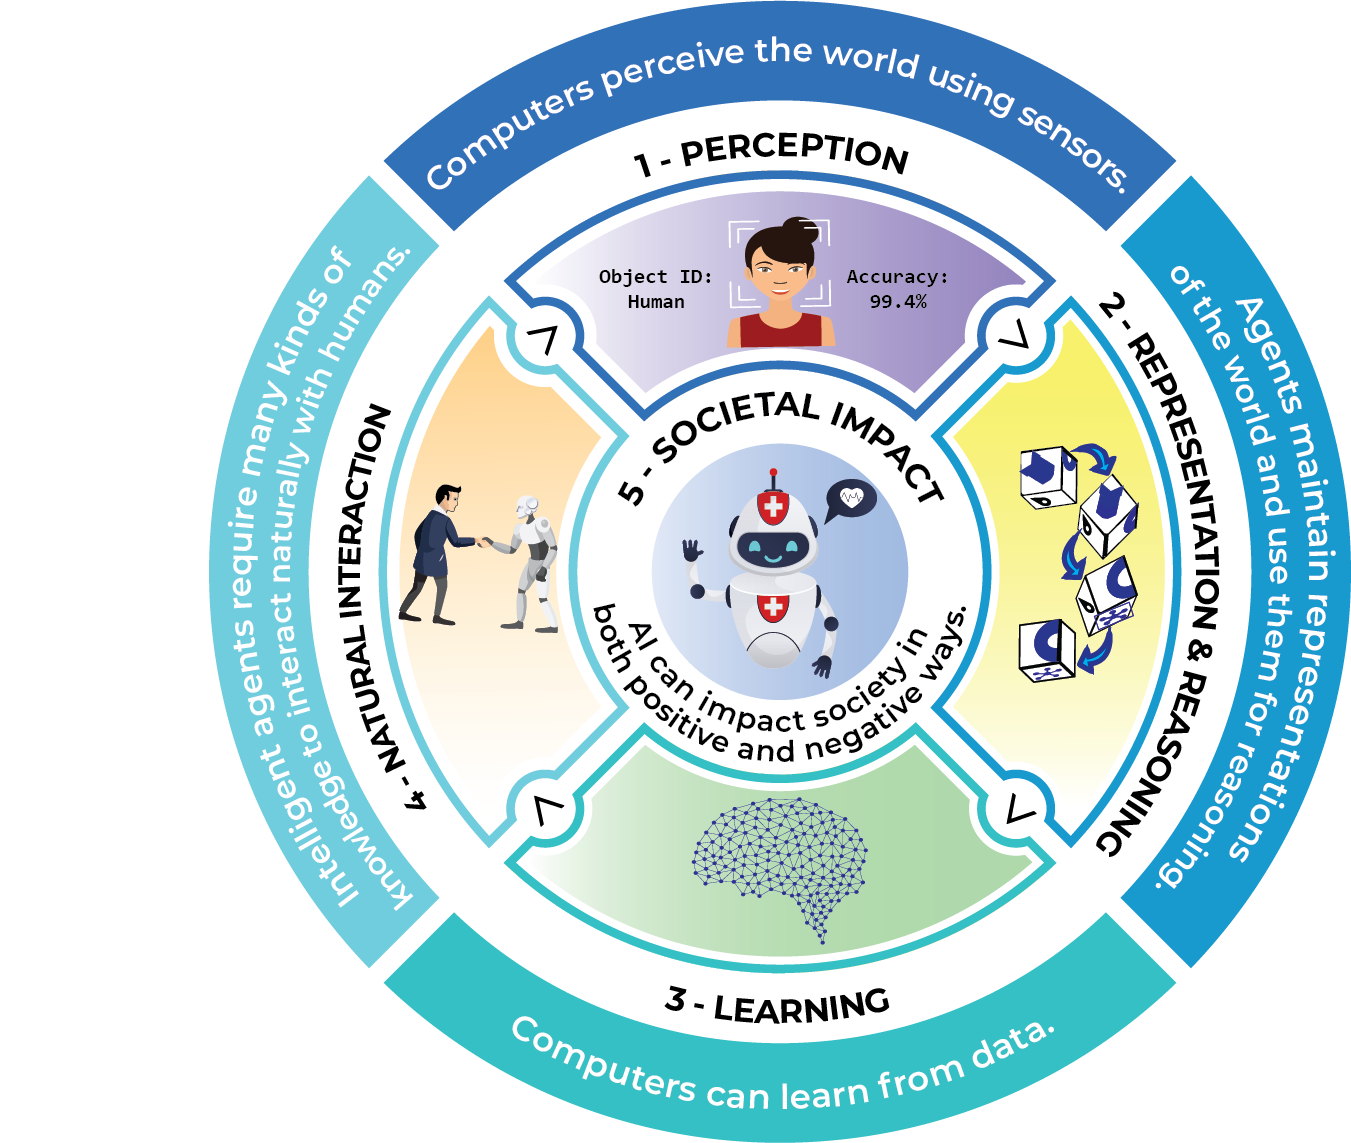 Computers perceive the world using sensors.
1 - PERCEPTION
Object ID:
Human
Accuracy:
99.4%
Agents maintain representations
of the world and use them for reasoning.
2 - REPRESENTATION & REASONING
3 - LEARNING
Computers can learn from data.
Intelligent agents require many kinds of
knowledge to interact naturally with humans.
4 - NATURAL INTERACTION
5 - SOCIETAL IMPACT
AI can impact society in
both positive and negative ways.